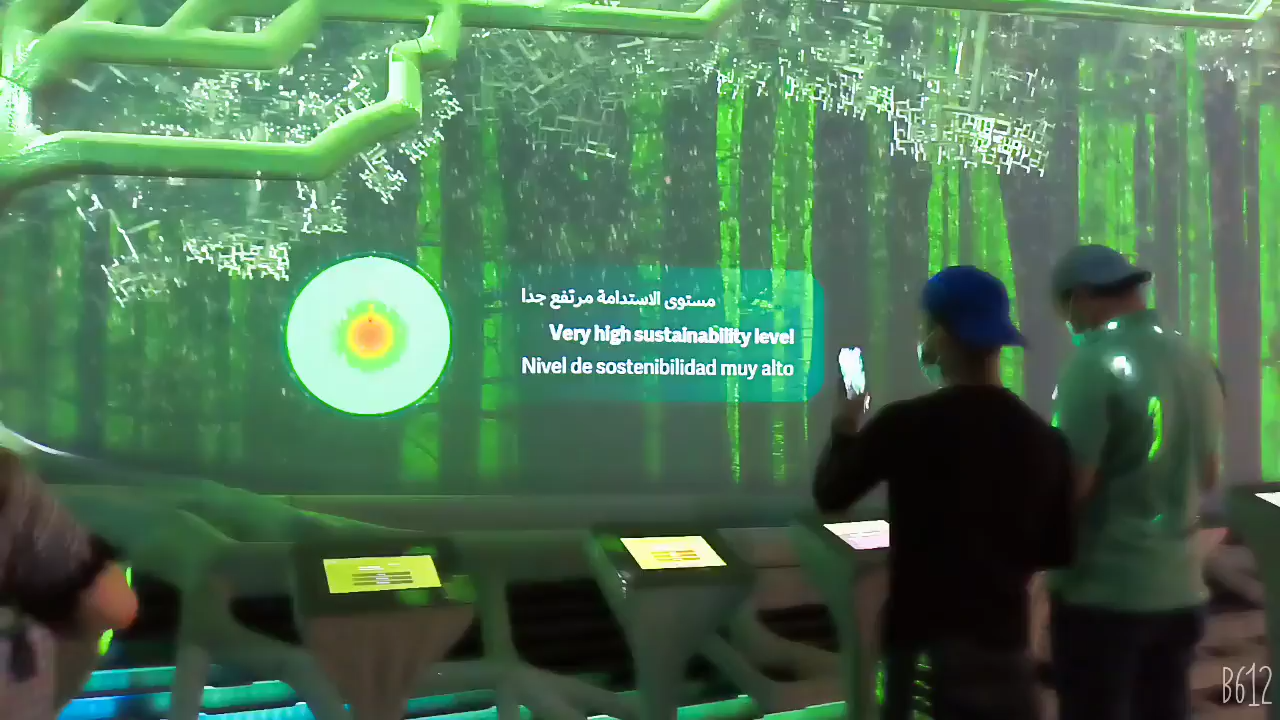 مستوى الاستدامة مرتفع جدا
Very high sustainability level
Nivel de sostenibilidad muy alto
B612